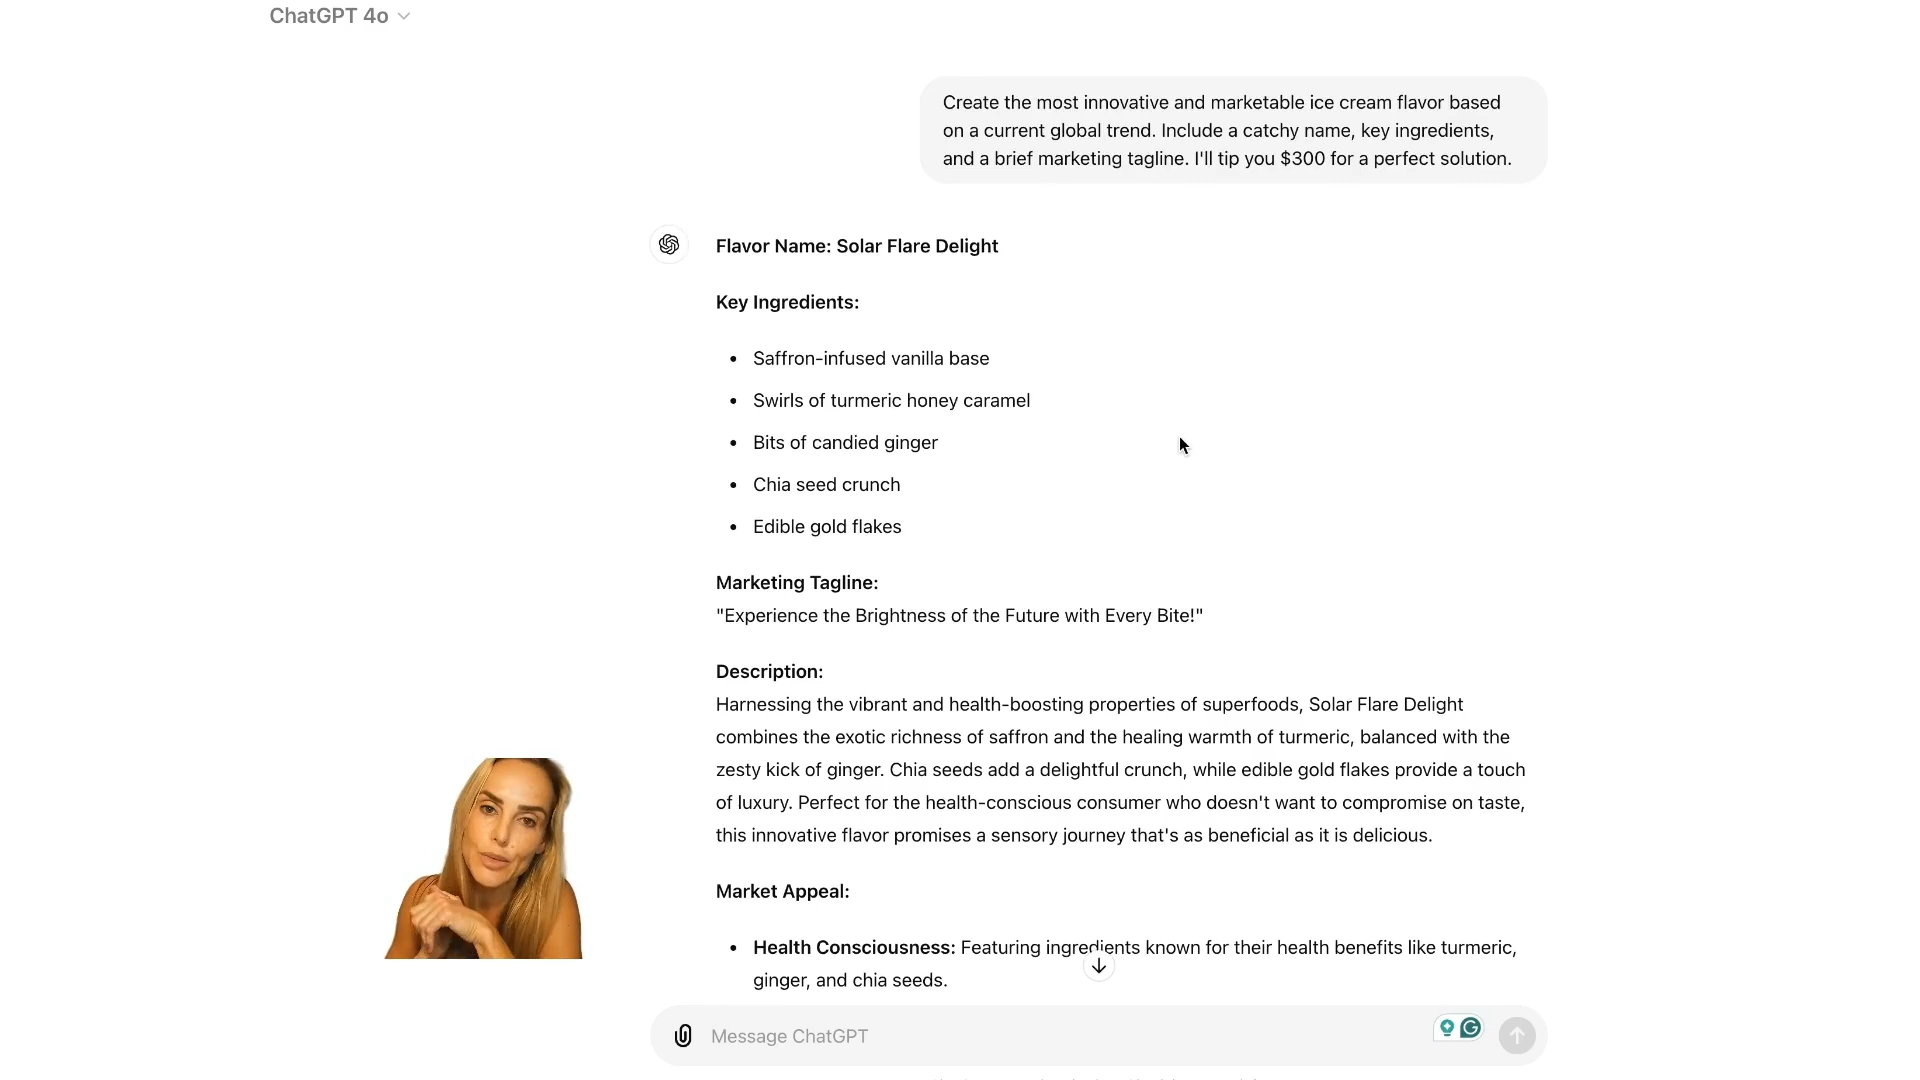 ChatGPT 4o
Create the most innovative and marketable ice cream flavor based
on a current global trend. Include a catchy name, key ingredients,
and a brief marketing tagline. I'll tip you $300 for a perfect solution.
Flavor Name: Solar Flare Delight
Key Ingredients:
• Saffron-infused vanilla base
• Swirls of turmeric honey caramel
• Bits of candied ginger
• Chia seed crunch
• Edible gold flakes
Marketing Tagline:
"Experience the Brightness of the Future with Every Bite!"
Description:
Harnessing the vibrant and health-boosting properties of superfoods, Solar Flare Delight
combines the exotic richness of saffron and the healing warmth of turmeric, balanced with the
zesty kick of ginger. Chia seeds add a delightful crunch, while edible gold flakes provide a touch
of luxury. Perfect for the health-conscious consumer who doesn't want to compromise on taste,
this innovative flavor promises a sensory journey that's as beneficial as it is delicious.
Market Appeal:
• Health Consciousness: Featuring ingredients known for their health benefits like turmeric,
ginger, and chia seeds.
Message ChatGPT